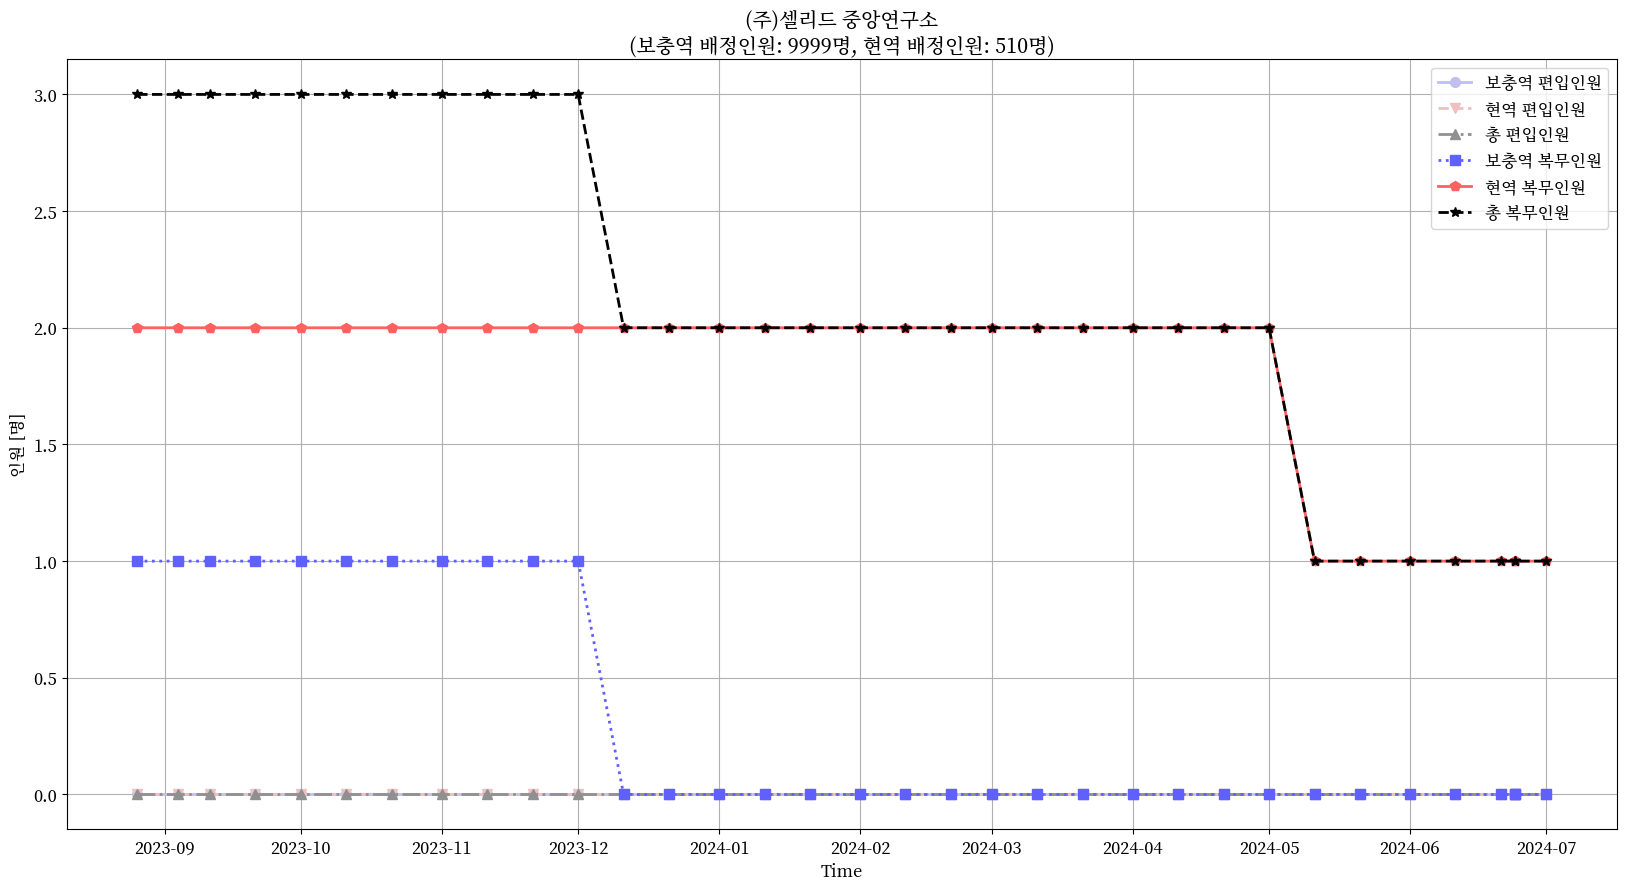 (주)셀리드 중앙연구소
(보충역 배정인원: 9999명, 현역 배정인원: 510명)
보충역 편입인원
현역 편입인원
총 편입인원
보충역 복무인원
현역 복무인원
총 복무인원
인원 [명]
3.0
2.5
2.0
1.5
1.0
0.5
0.0
2023-09 2023-10 2023-11 2023-12 2024-01 2024-02 2024-03 2024-04 2024-05 2024-06 2024-07
Time